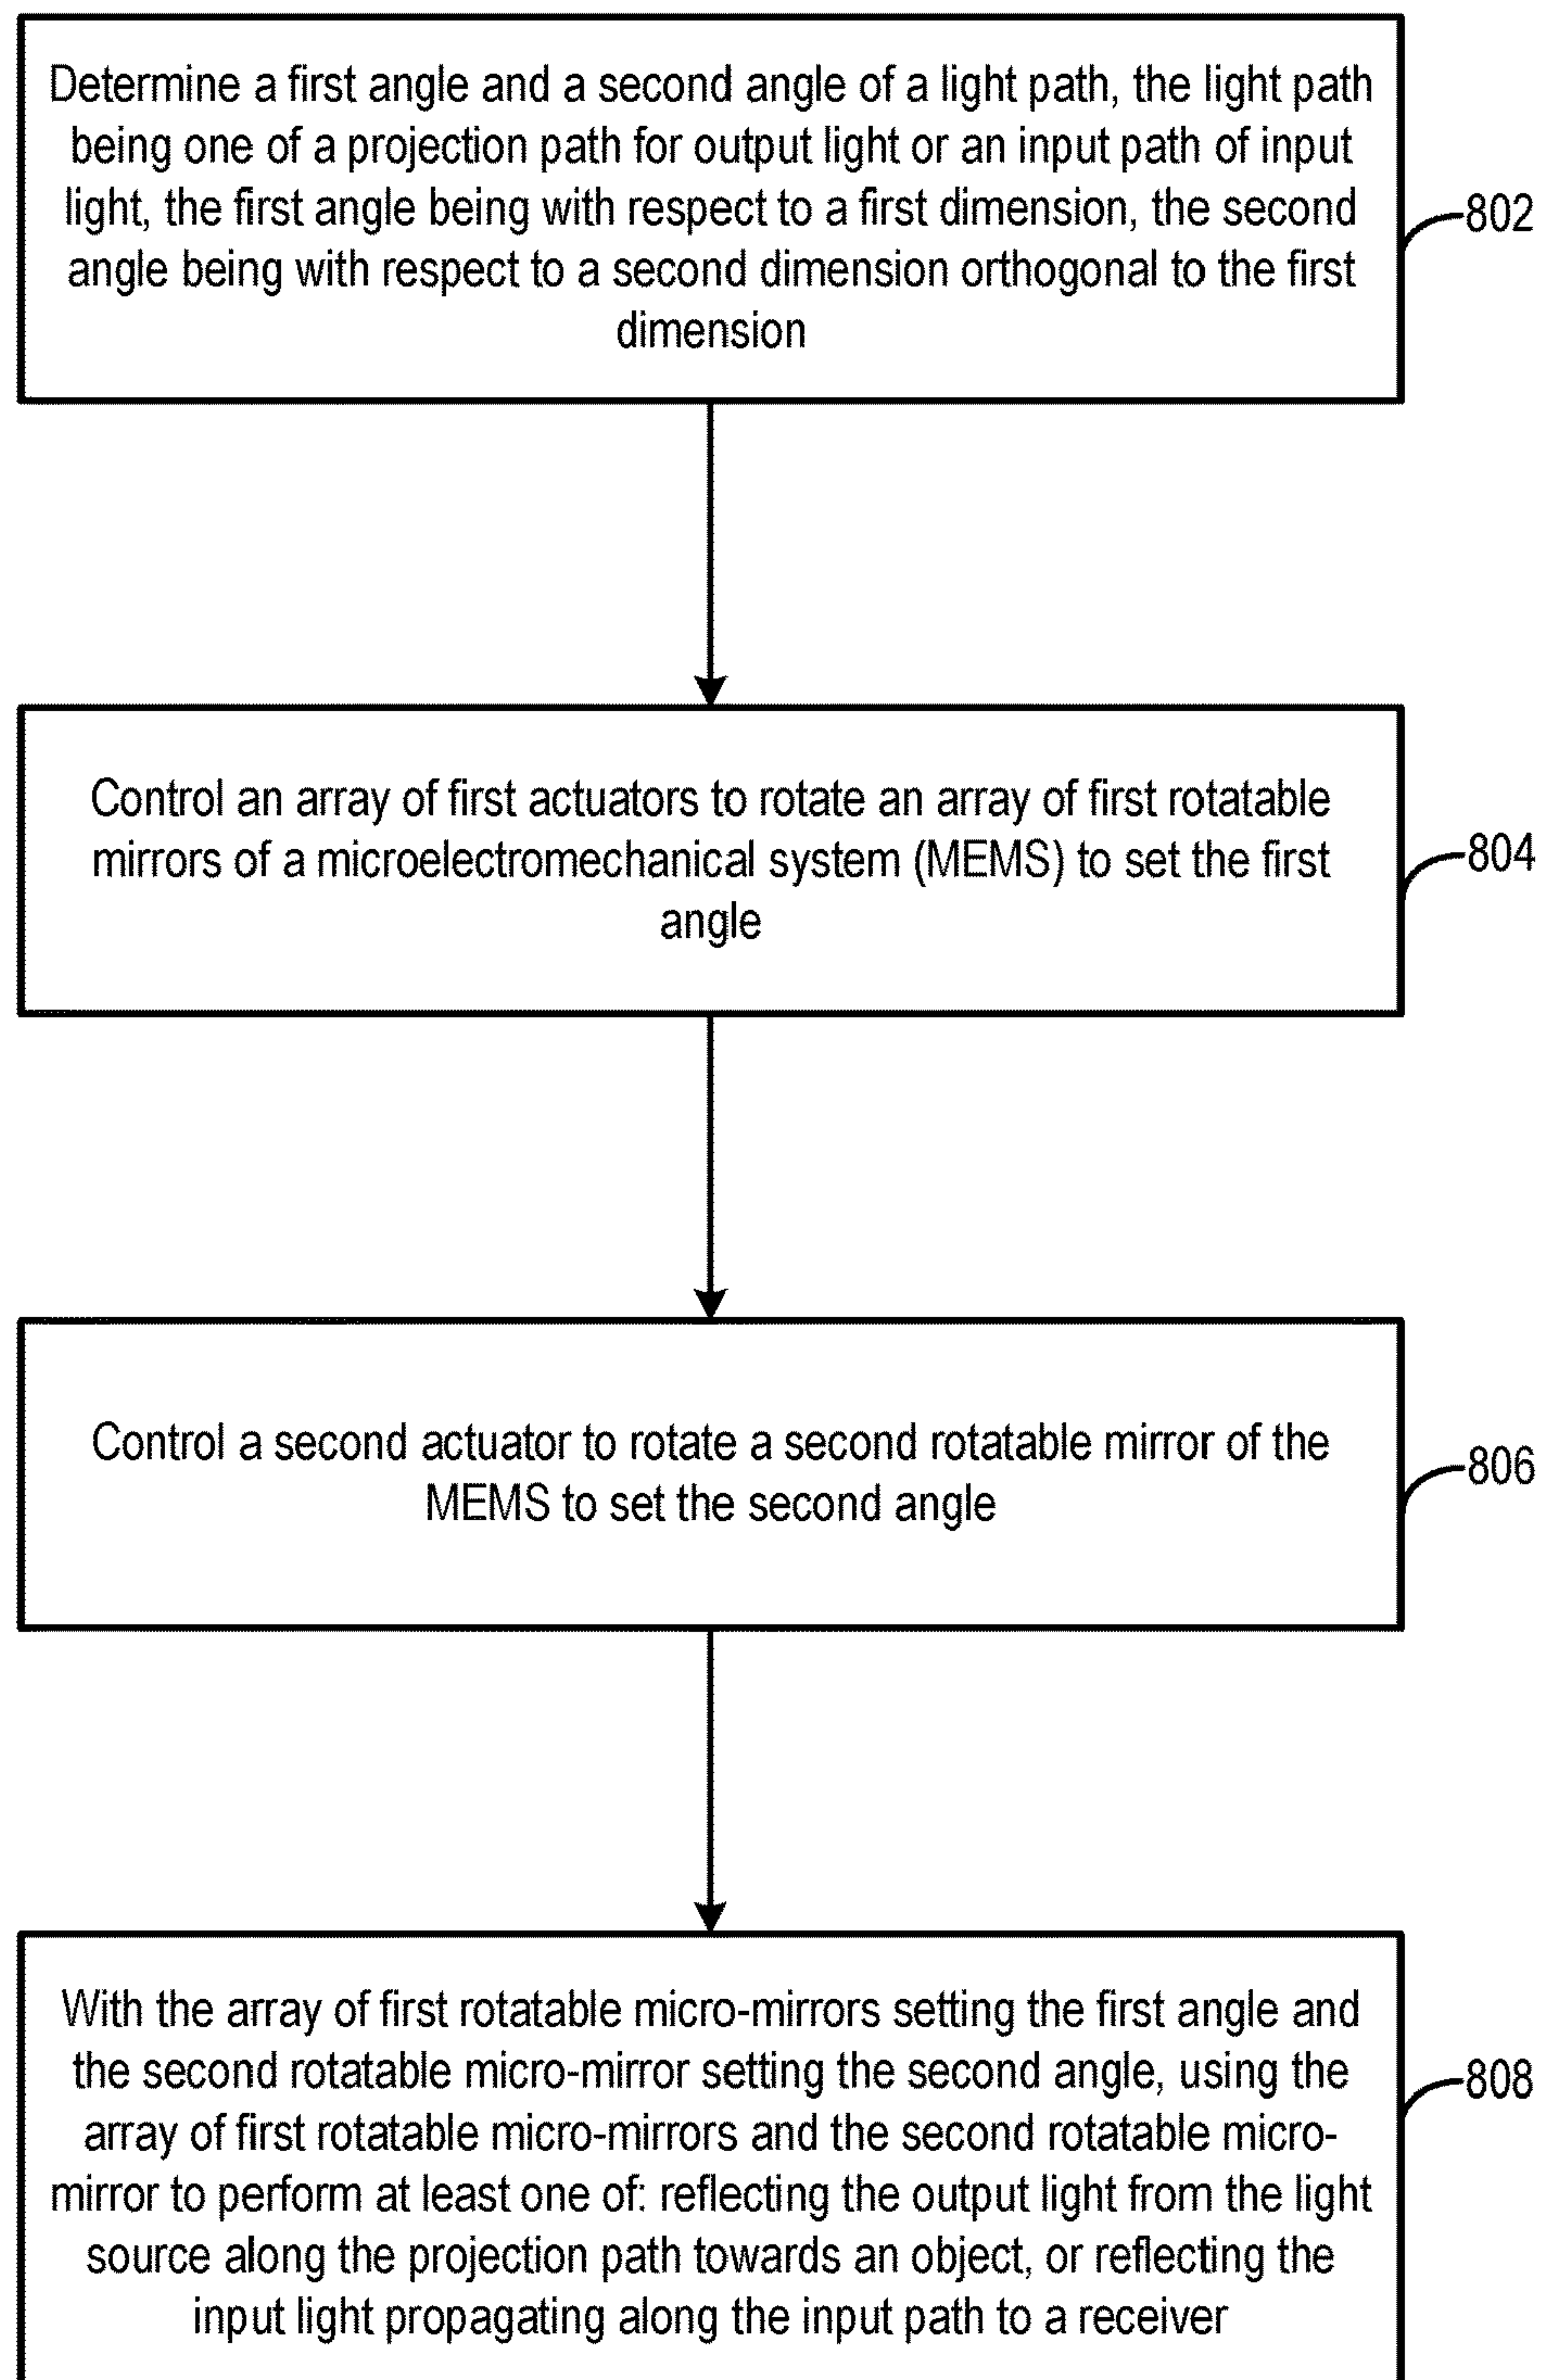 Determine a first angle and a second angle of a light path, the light path
being one of a projection path for output light or an input path of input
light, the first angle being with respect to a first dimension, the second
angle being with respect to a second dimension orthogonal to the first
dimension
802
Control an array of first actuators to rotate an array of first rotatable
mirrors of a microelectromechanical system (MEMS) to set the first
angle
804
Control a second actuator to rotate a second rotatable mirror of the
MEMS to set the second angle
806
With the array of first rotatable micro-mirrors setting the first angle and
the second rotatable micro-mirror setting the second angle, using the
array of first rotatable micro-mirrors and the second rotatable micro-
mirror to perform at least one of: reflecting the output light from the light
source along the projection path towards an object, or reflecting the
input light propagating along the input path to a receiver
808